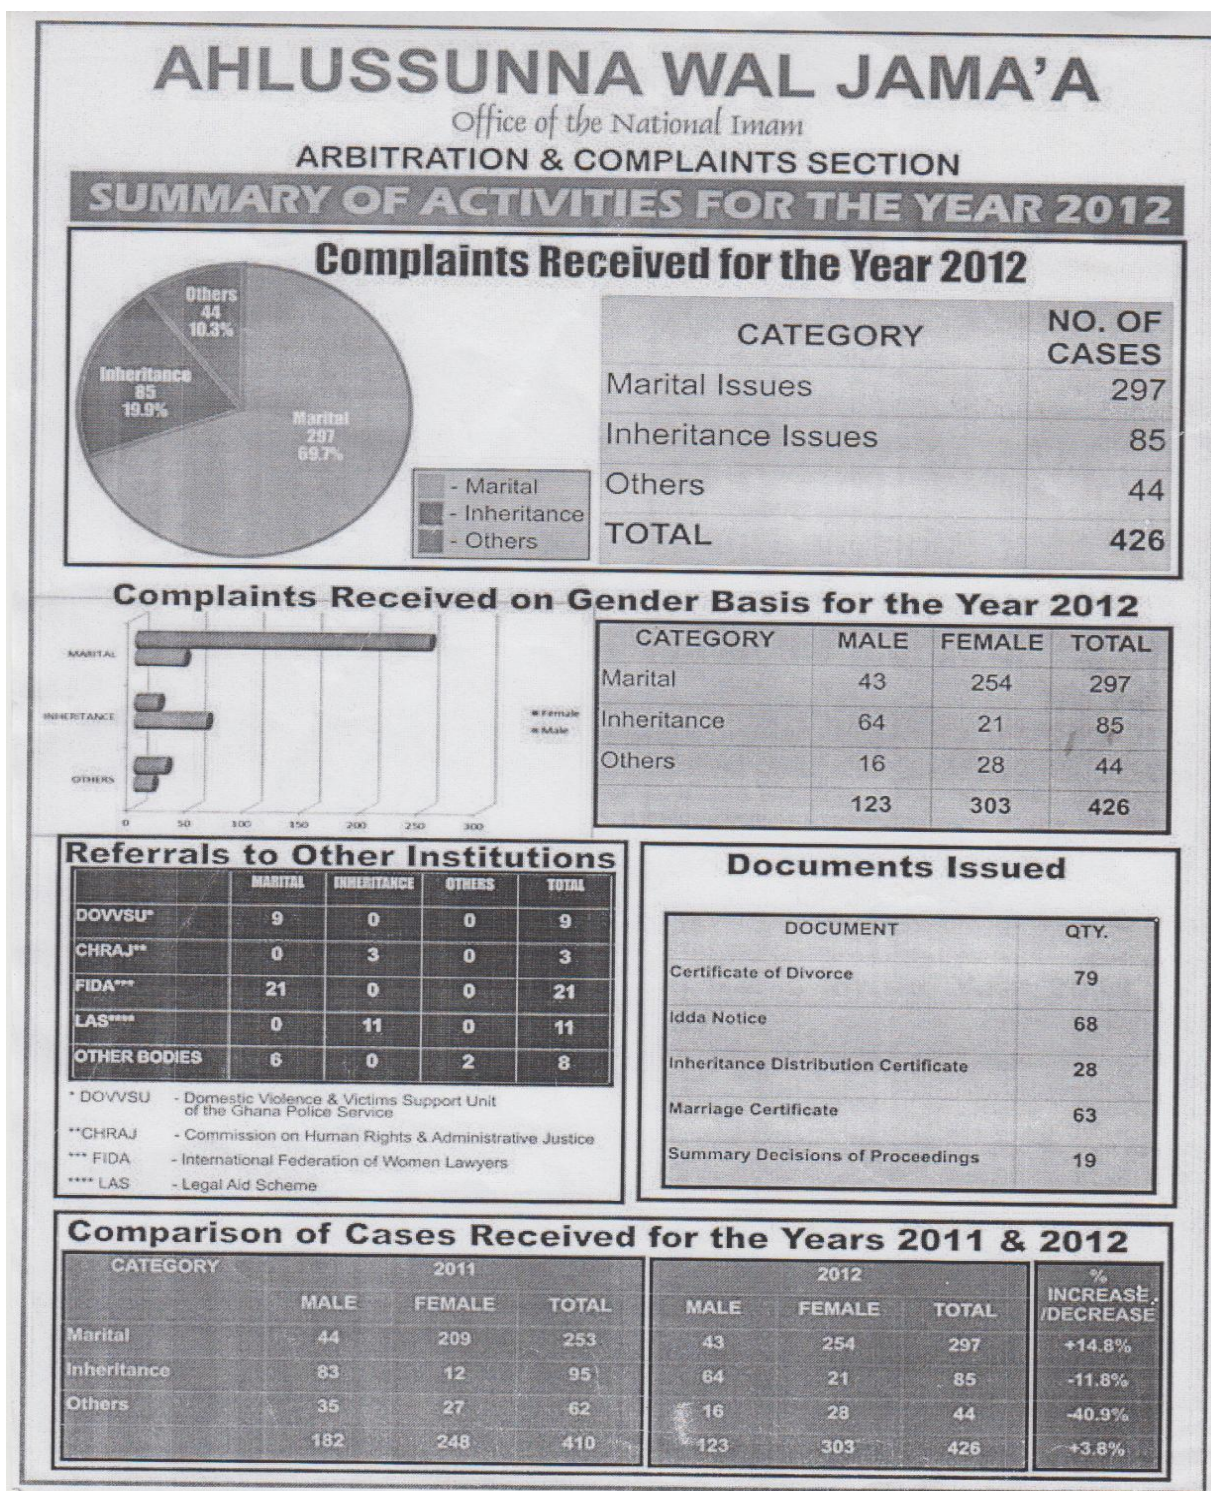 AHLUSSUNNA WAL JAMA'A
Office of the National Imam
ARBITRATION & COMPLAINTS SECTION
SUMMARY OF ACTIVITIES FOR THE YEAR 2012
Complaints Received for the Year 2012
Others
44
10.3%
Inheritance
85
19.9%
Marital
297
69.7%
- Marital
- Inheritance
- Others
CATEGORY NO. OF CASES
Marital Issues 297
Inheritance Issues 85
Others 44
TOTAL 426
Complaints Received on Gender Basis for the Year 2012
MARITAL
INHERITANCE
OTHERS
0 50 100 150 200 250 300
Female
Male
CATEGORY MALE FEMALE TOTAL
Marital 43 254 297
Inheritance 64 21 85
Others 16 28 44
123 303 426
Referrals to Other Institutions
MARITAL INHERITANCE OTHERS TOTAL
DOVVSU* 9 0 0 9
CHRAJ** 0 3 0 3
FIDA*** 21 0 0 21
LAS**** 0 11 0 11
OTHER BODIES 6 0 2 8
* DOVVSU - Domestic Violence & Victims Support Unit
of the Ghana Police Service
**CHRAJ - Commission on Human Rights & Administrative Justice
*** FIDA - International Federation of Women Lawyers
**** LAS - Legal Aid Scheme
Documents Issued
DOCUMENT QTY.
Certificate of Divorce 79
Idda Notice 68
Inheritance Distribution Certificate 28
Marriage Certificate 63
Summary Decisions of Proceedings 19
Comparison of Cases Received for the Years 2011 & 2012
CATEGORY 2011 2012 % INCREASE /DECREASE
MALE FEMALE TOTAL MALE FEMALE TOTAL
Marital 44 209 253 43 254 297 +14.8%
Inheritance 83 12 95 64 21 85 -11.8%
Others 35 27 62 16 28 44 -40.9%
182 248 410 123 303 426 +3.8%